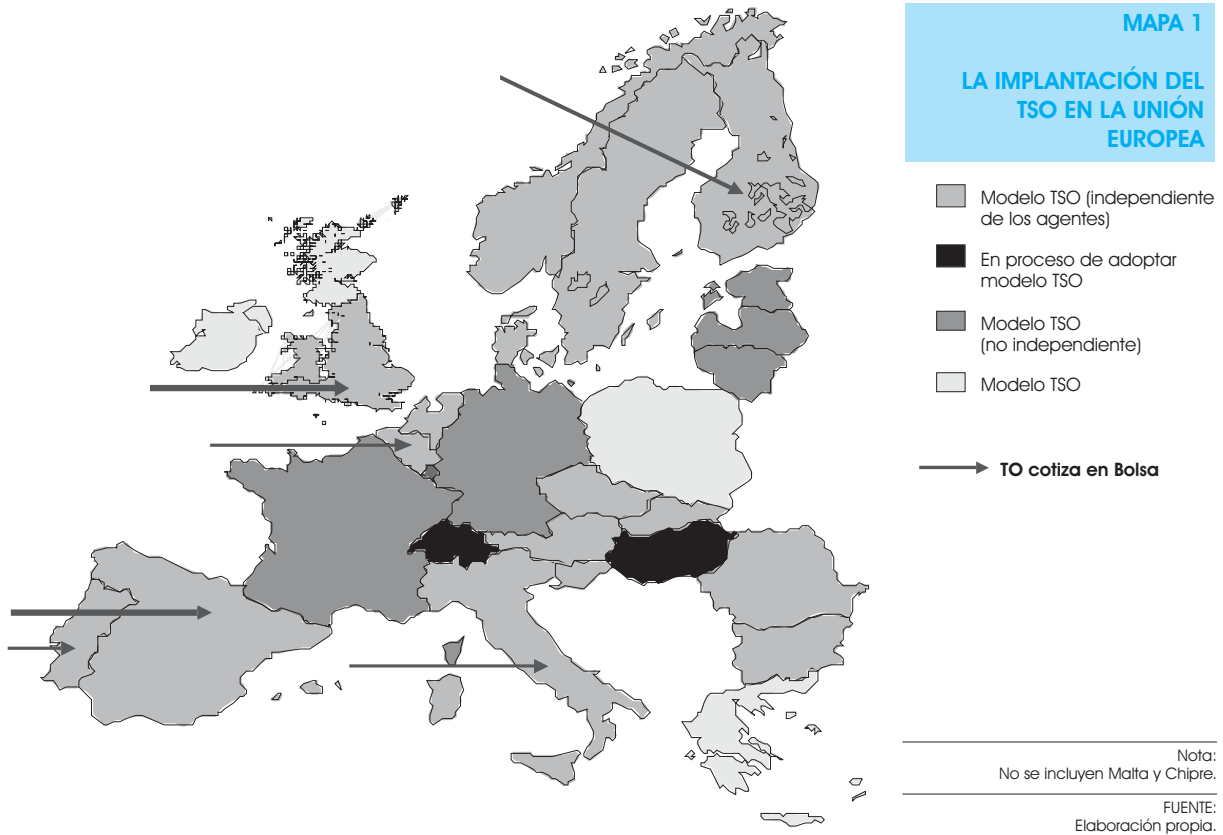 MAPA 1
LA IMPLANTACIÓN DEL
TSO EN LA UNIÓN
EUROPEA
Modelo TSO (independiente
de los agentes)
En proceso de adoptar
modelo TSO
Modelo TSO
(no independiente)
Modelo TSO
TO cotiza en Bolsa
Nota:
No se incluyen Malta y Chipre.
FUENTE:
Elaboración propia.